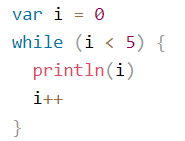 var i = 0
while (i < 5) {
  println(i)
  i++
}